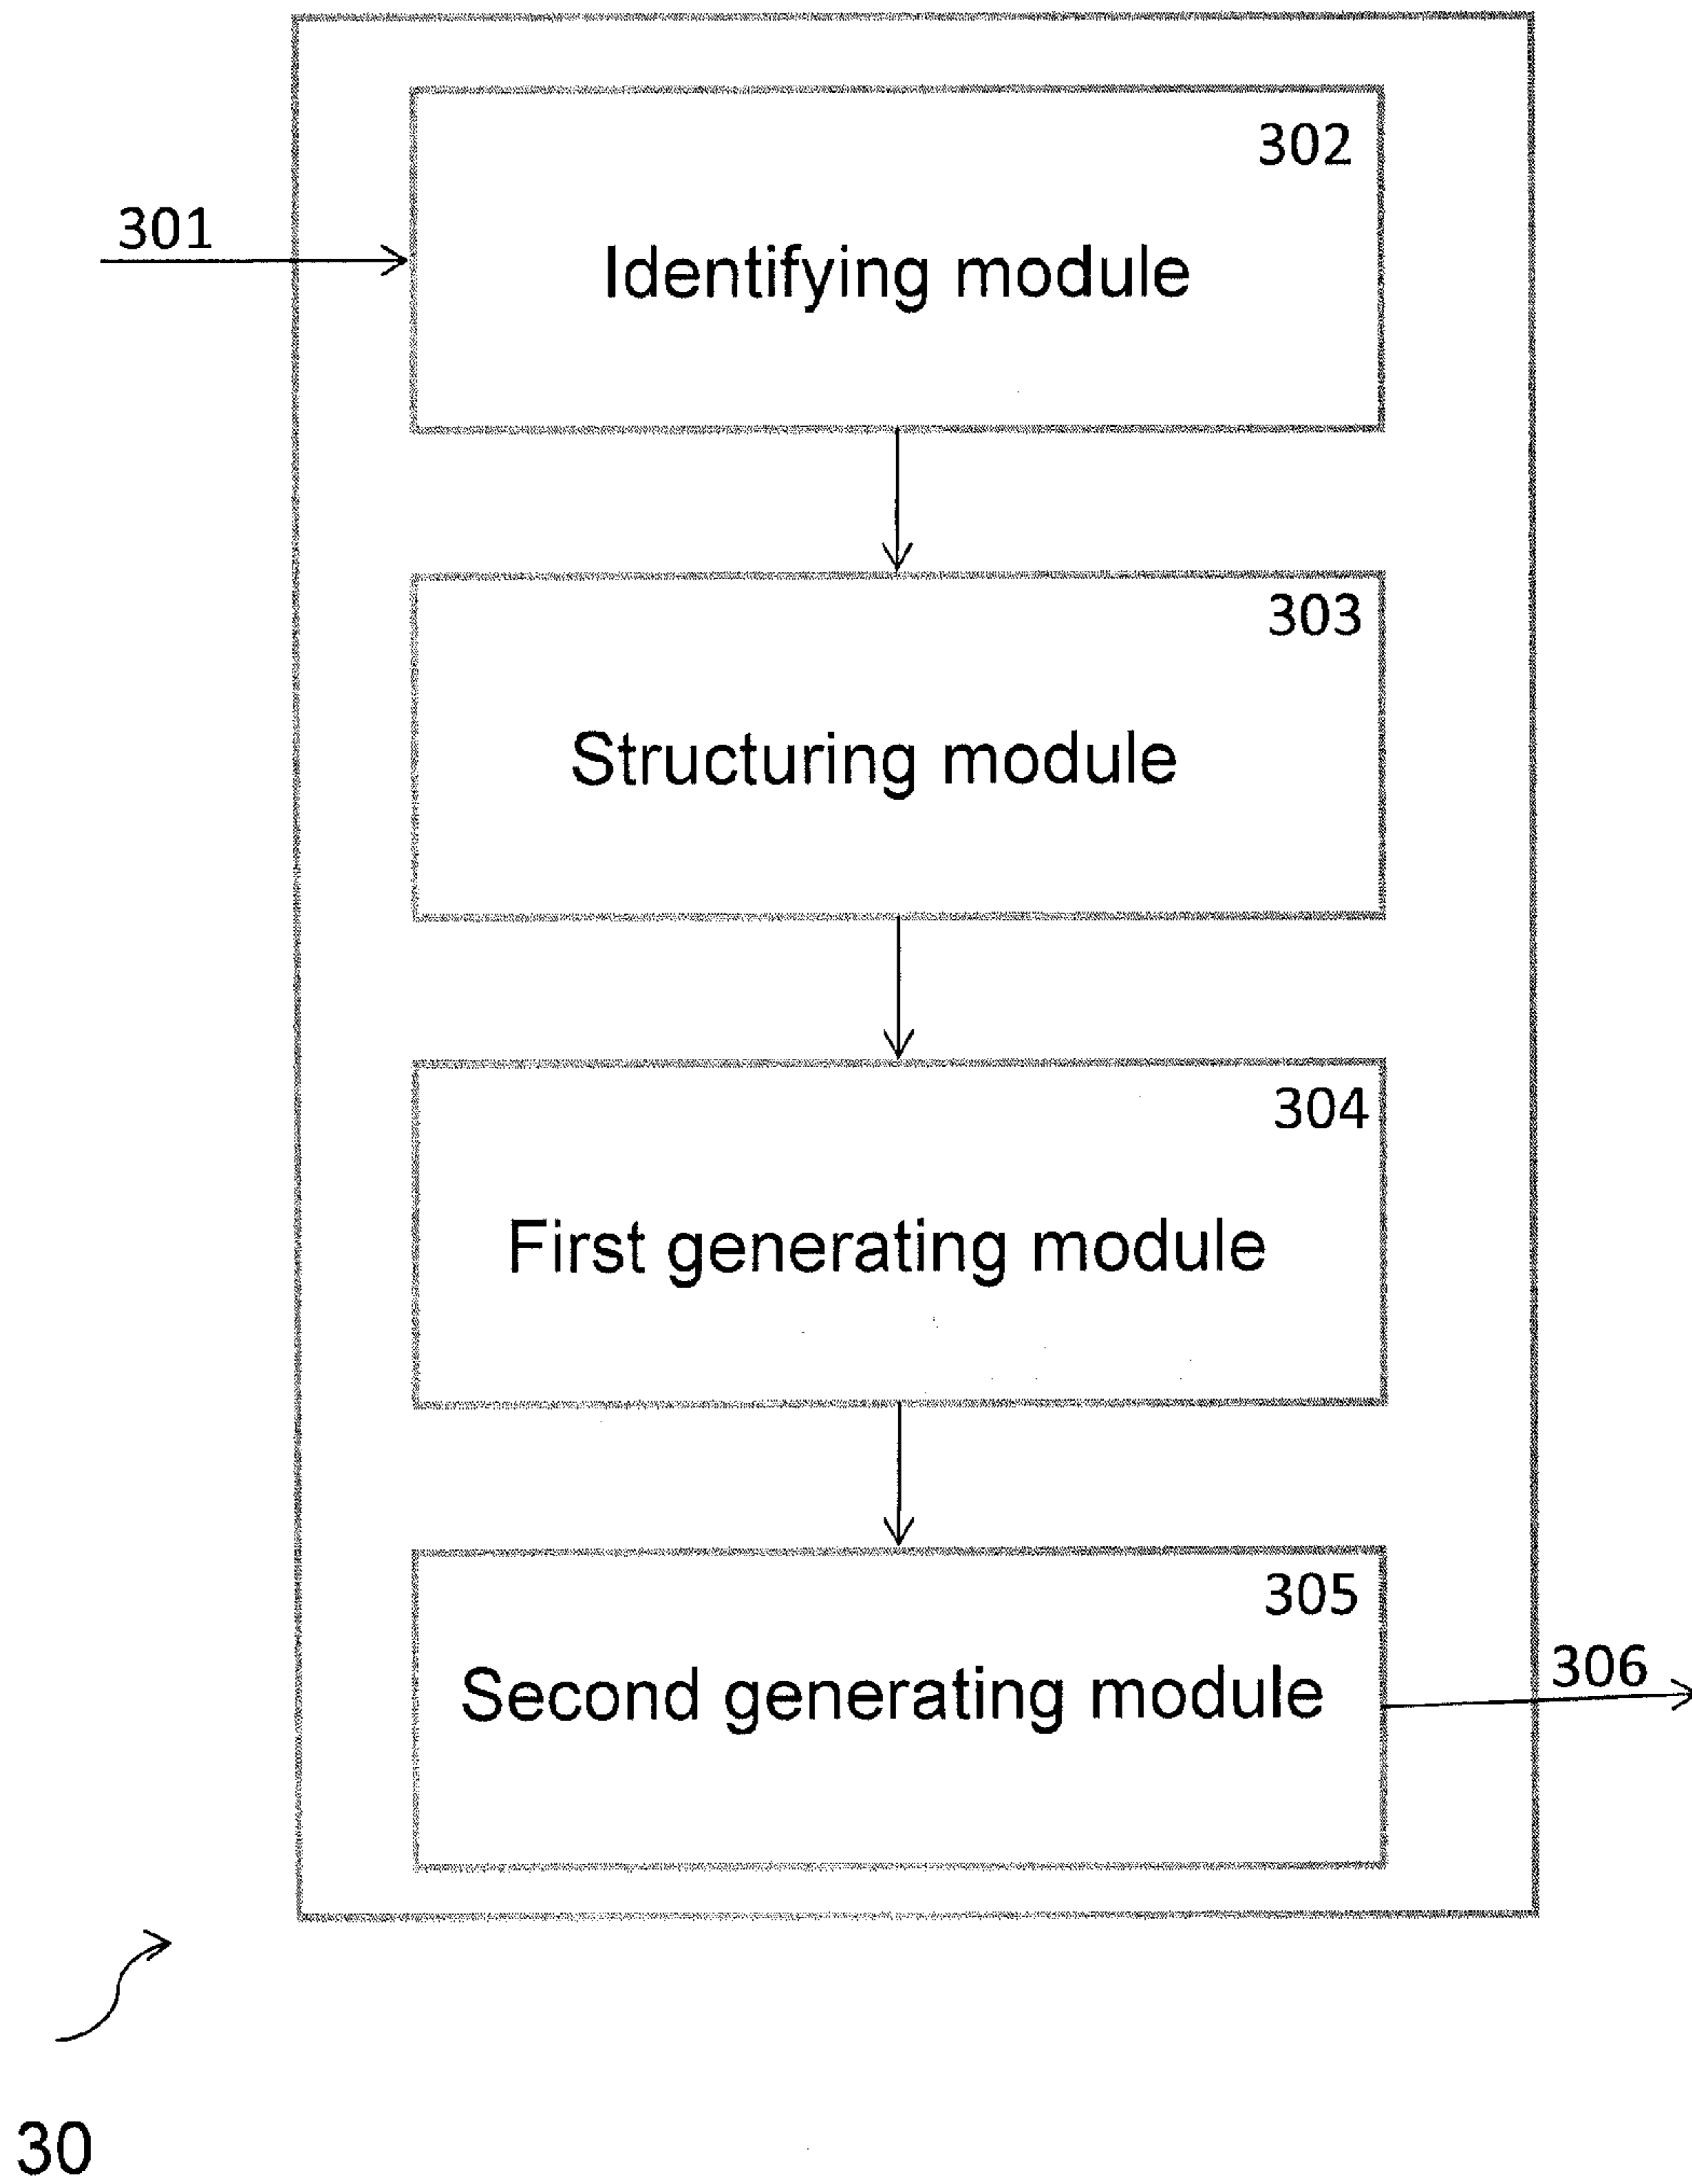 302
301
Identifying module
303
Structuring module
304
First generating module
305
306
Second generating module
30